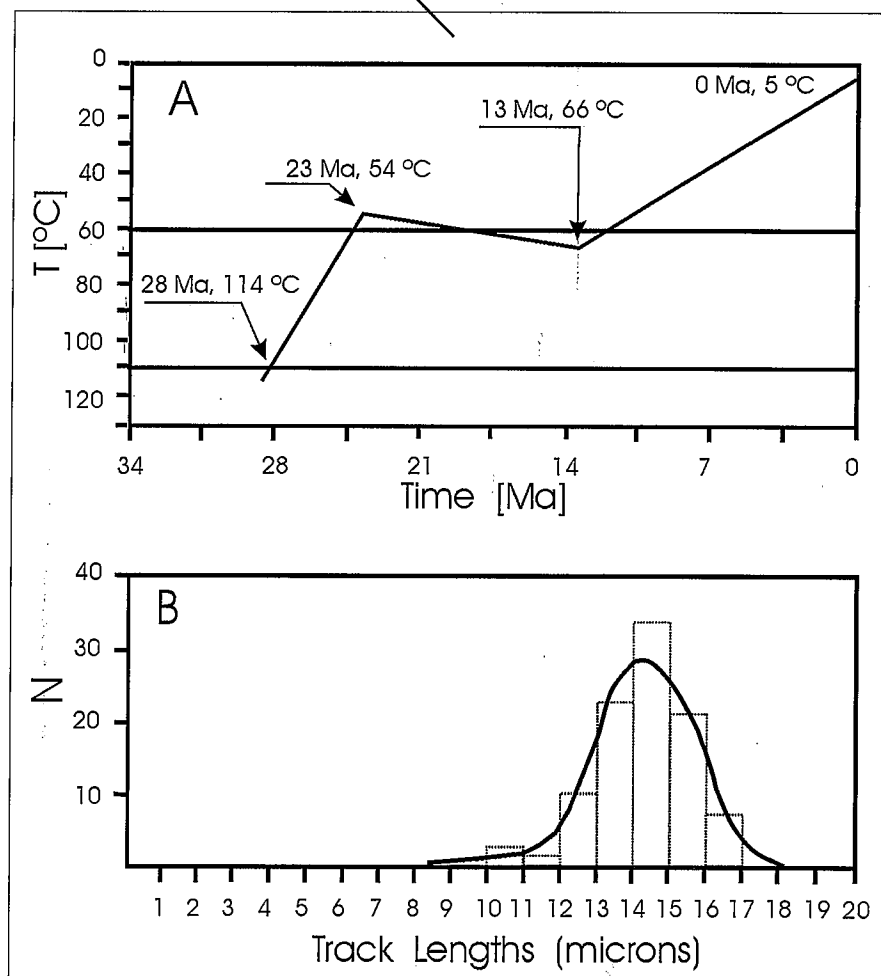 A
0 Ma, 5 °C
13 Ma, 66 °C
23 Ma, 54 °C
28 Ma, 114 °C
T [°C]
0
20
40
60
80
100
120
34 28 21 14 7 0
Time [Ma]
B
N
40
30
20
10
1 2 3 4 5 6 7 8 9 10 11 12 13 14 15 16 17 18 19 20
Track Lengths (microns)